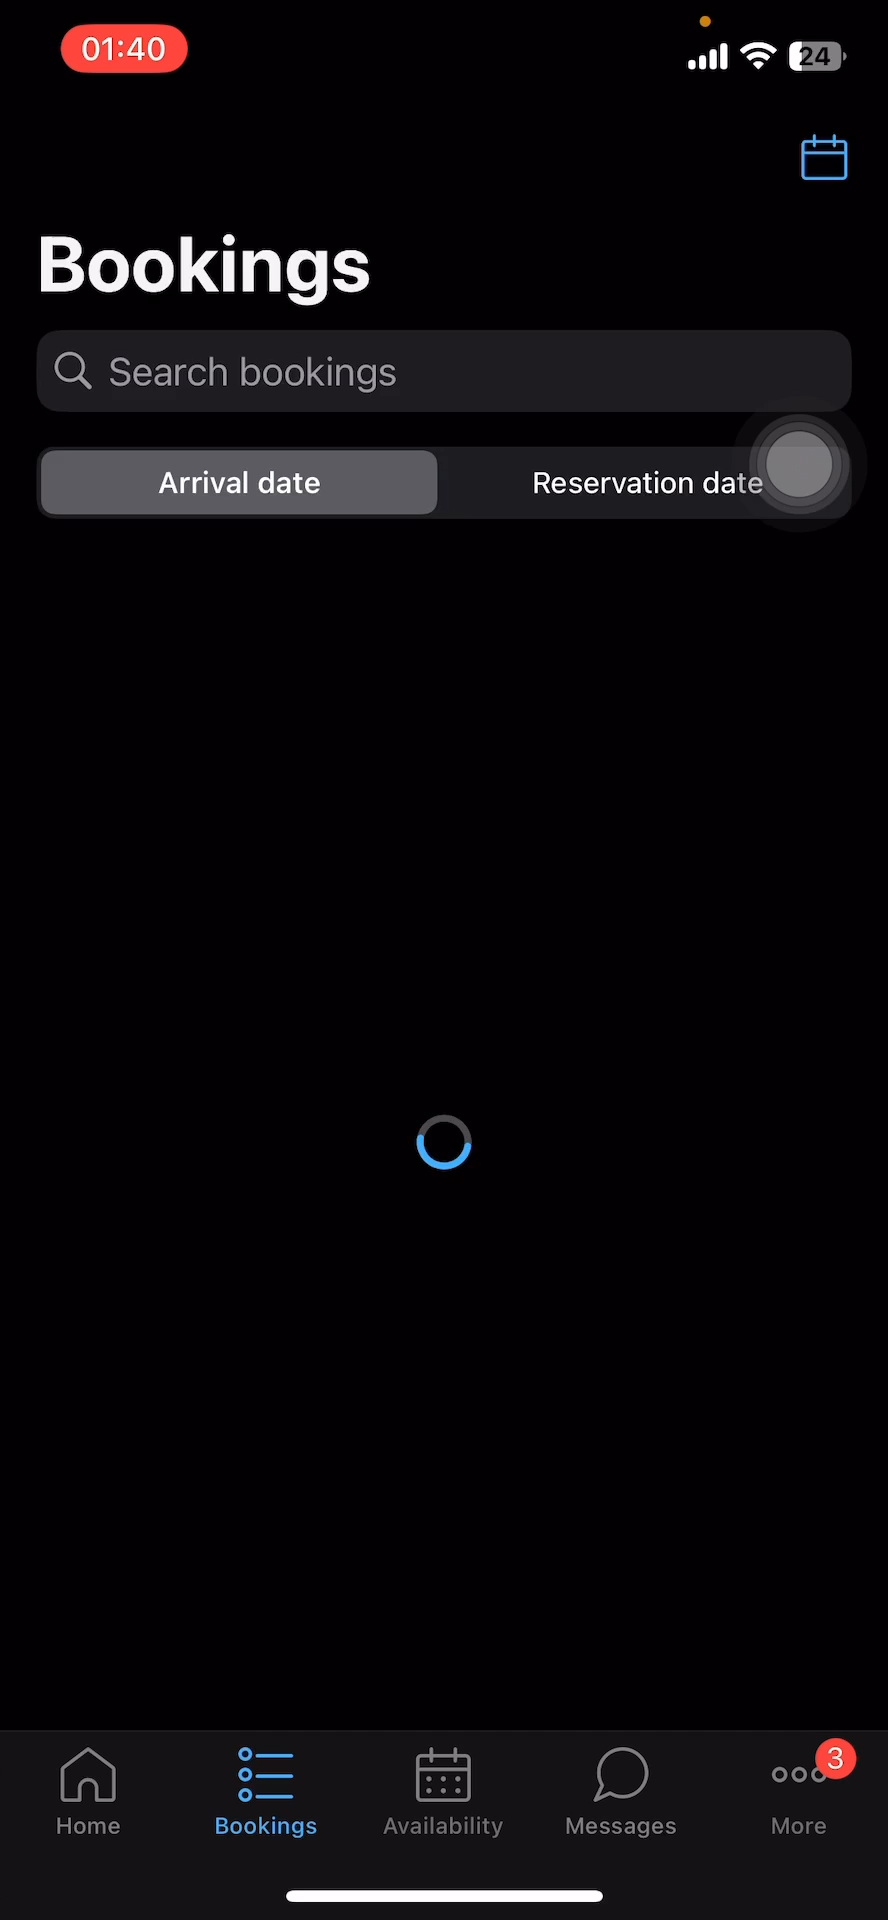 01:40
24
Bookings
Search bookings
Arrival date
Reservation date
3
Home
Bookings
Availability
Messages
More